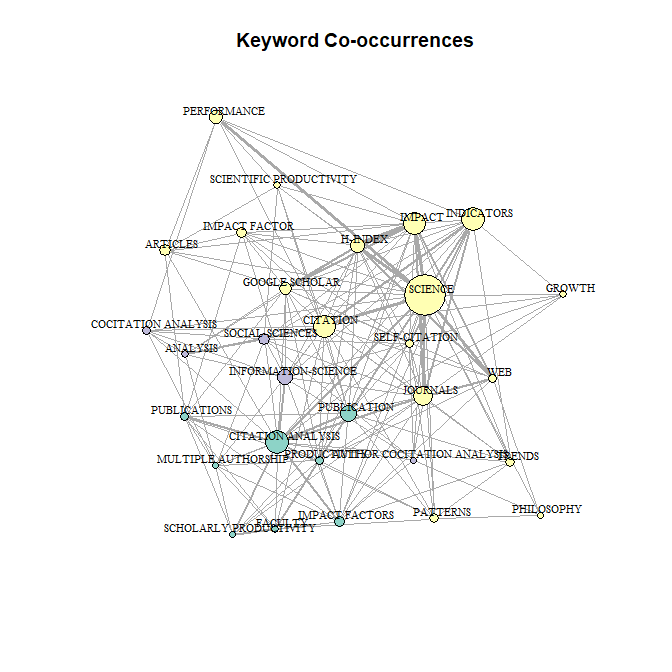 Keyword Co-occurrences
PERFORMANCE
SCIENTIFIC PRODUCTIVITY
IMPACT
INDICATORS
IMPACT FACTOR
H-INDEX
ARTICLES
GOOGLE SCHOLAR
SCIENCE
GROWTH
CITATION
COCITATION ANALYSIS
SOCIAL-SCIENCES
SELF-CITATION
ANALYSIS
INFORMATION-SCIENCE
WEB
JOURNALS
PUBLICATIONS
PUBLICATION
CITATION ANALYSIS
MULTIPLE AUTHORSHIP
PRODUCTIVITY
AUTHOR COCITATION ANALYSIS
TRENDS
SCHOLARLY PRODUCTIVITY
FACULTY
IMPACT FACTORS
PATTERNS
PHILOSOPHY